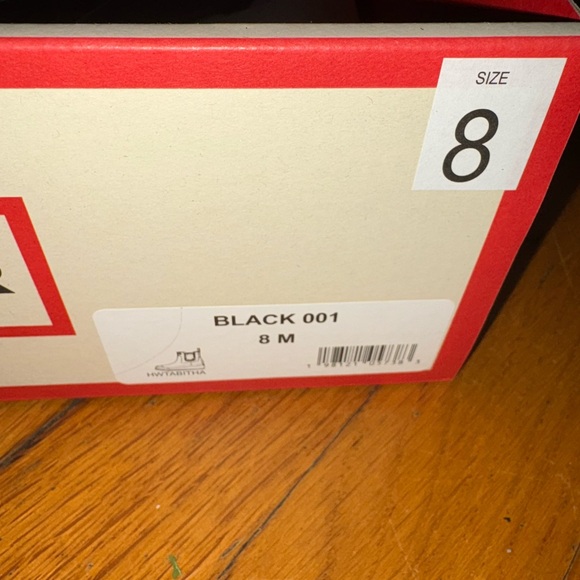 SIZE
8
R
BLACK 001
8 M
HWTABITHA